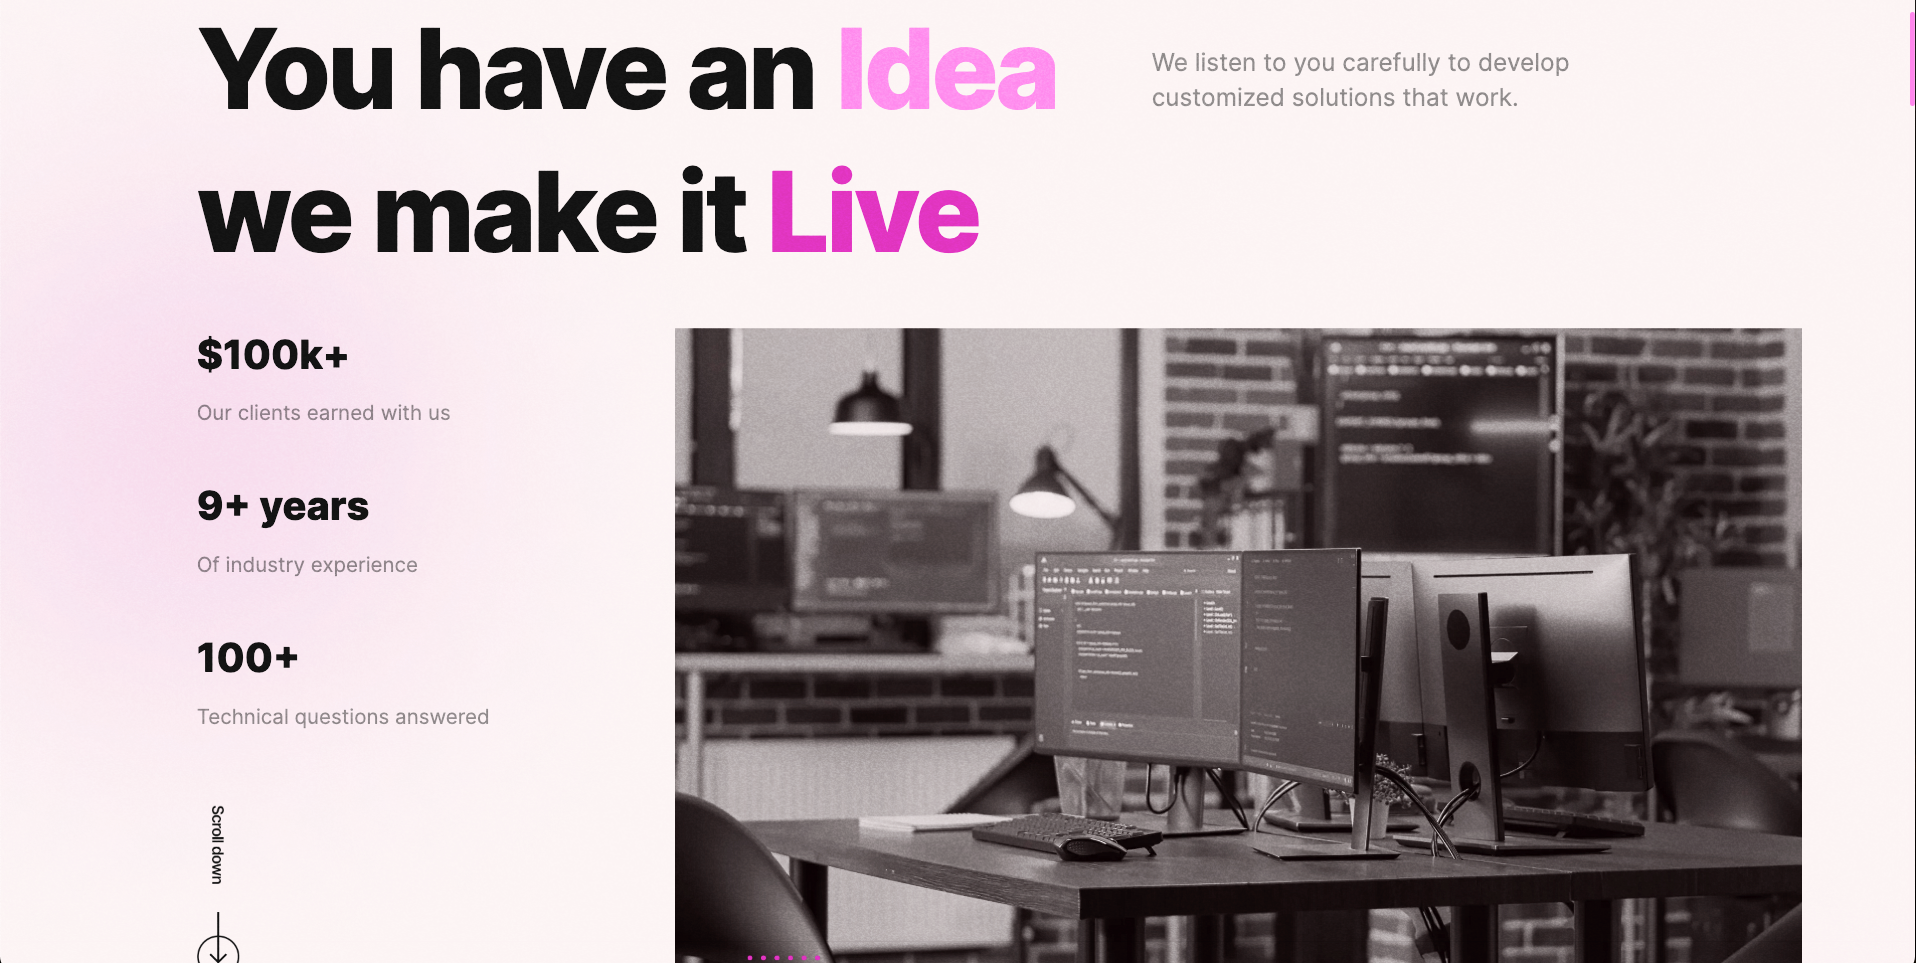 You have an Idea
we make it Live
We listen to you carefully to develop
customized solutions that work.
$100k+
Our clients earned with us
9+ years
Of industry experience
100+
Technical questions answered
Scroll down